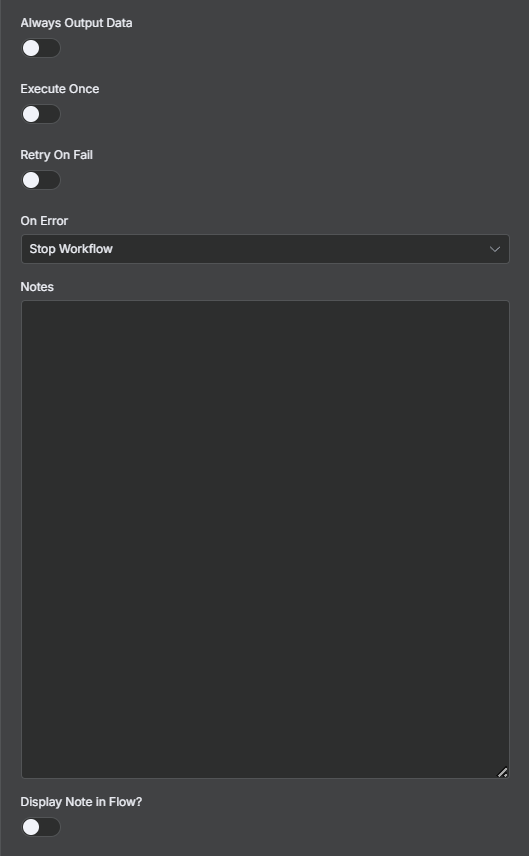 Always Output Data
Execute Once
Retry On Fail
On Error
Stop Workflow
Notes
Display Note in Flow?